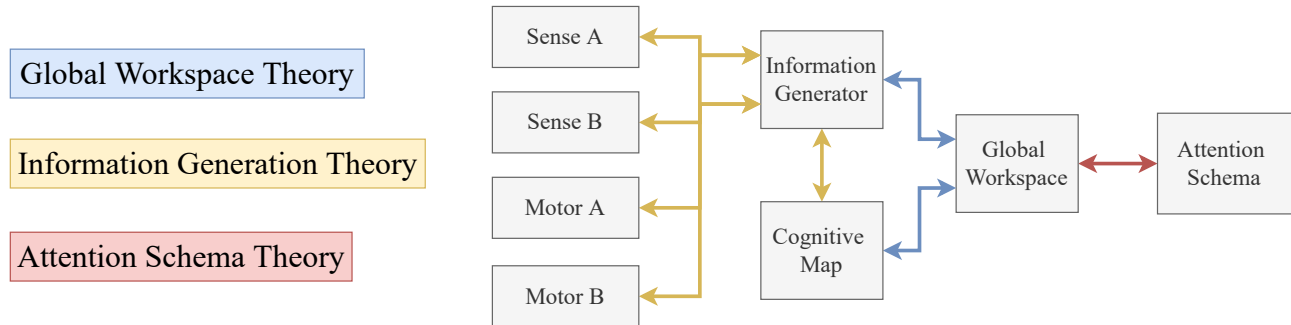 Global Workspace Theory
Information Generation Theory
Attention Schema Theory
Sense A
Sense B
Motor A
Motor B
Information
Generator
Cognitive
Map
Global
Workspace
Attention
Schema